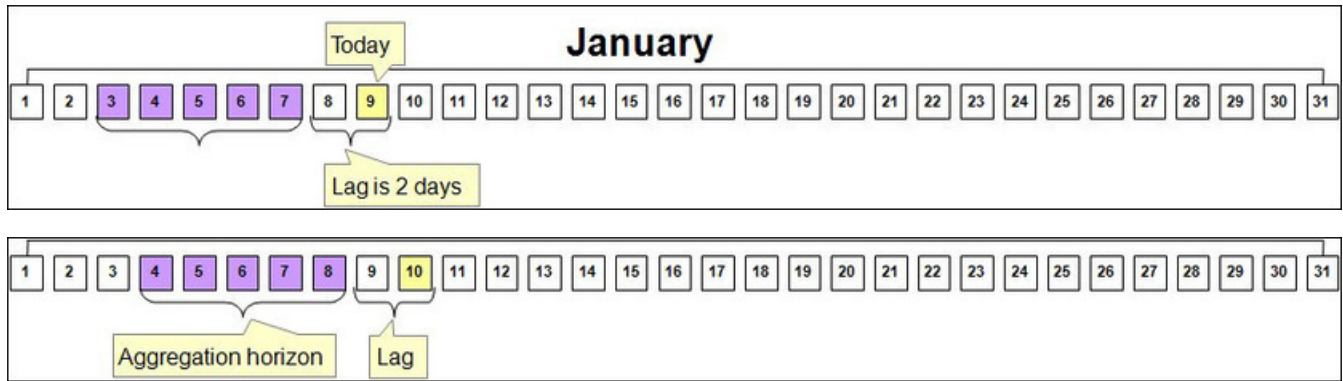 January
Today
1 2 3 4 5 6 7 8 9 10 11 12 13 14 15 16 17 18 19 20 21 22 23 24 25 26 27 28 29 30 31
Lag is 2 days
1 2 3 4 5 6 7 8 9 10 11 12 13 14 15 16 17 18 19 20 21 22 23 24 25 26 27 28 29 30 31
Aggregation horizon Lag